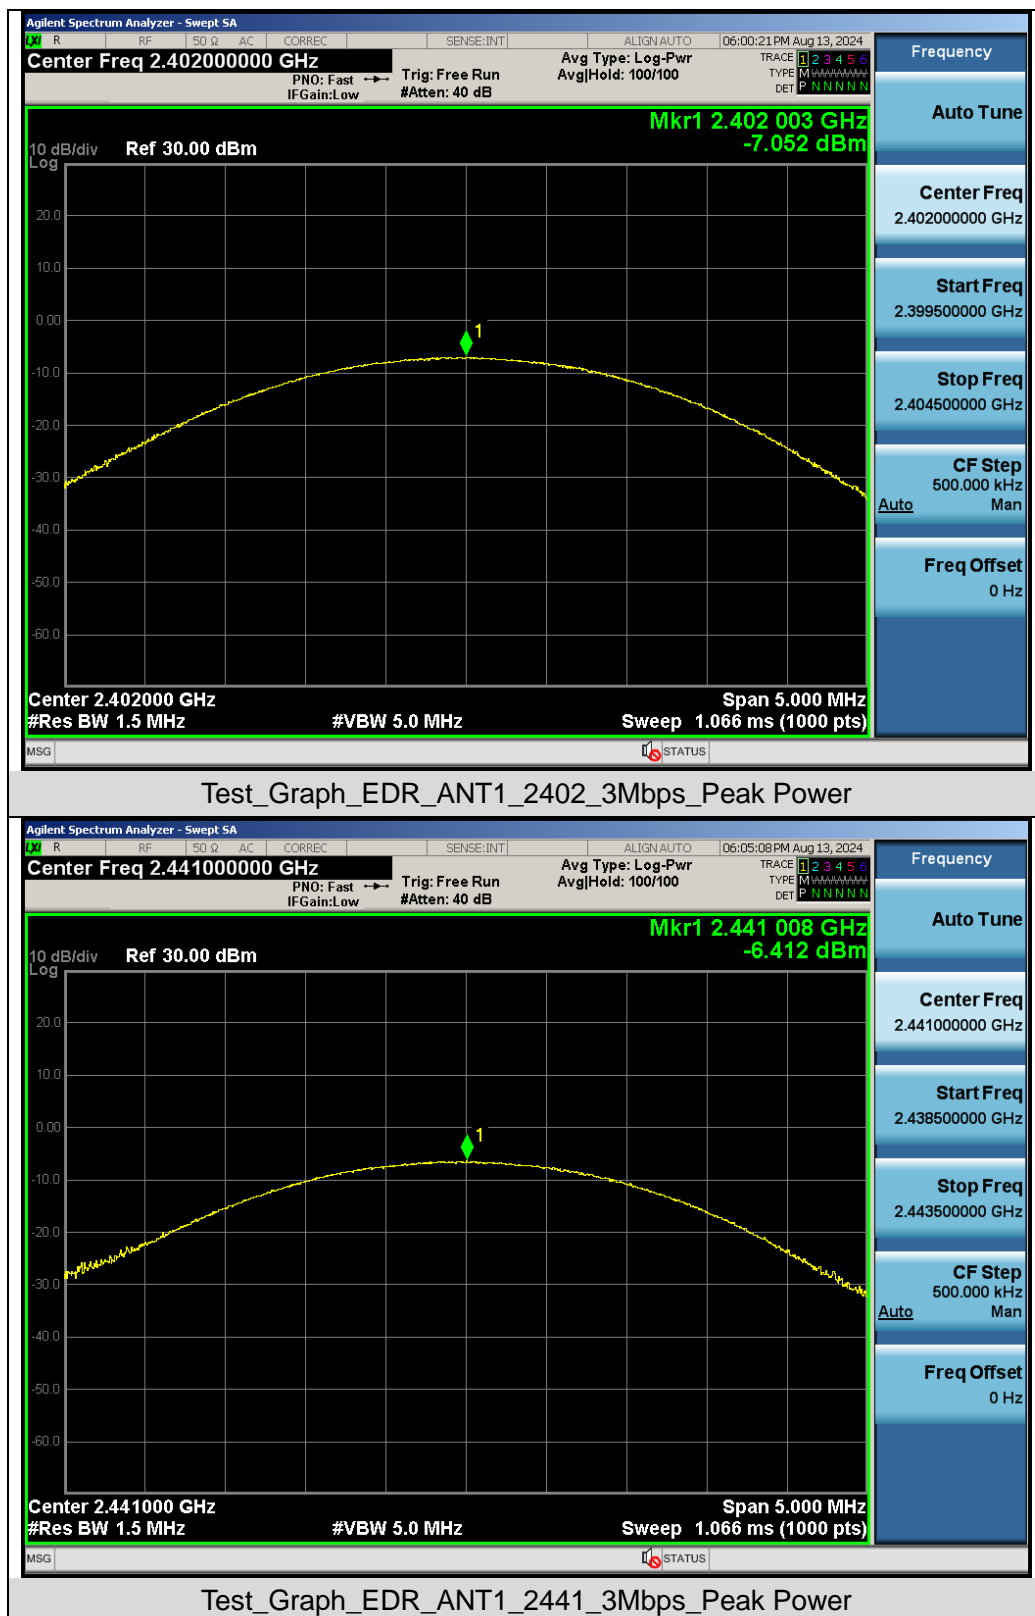 Agilent Spectrum Analyzer - Swept SA
LXI R RF 50 Ω AC CORREC SENSE:INT ALIGN AUTO 06:00:21 PM Aug 13, 2024
Center Freq 2.402000000 GHz
PNO: Fast
IFGain:Low
Trig: Free Run
#Atten: 40 dB
Avg Type: Log-Pwr
Avg|Hold: 100/100
TRACE 1 2 3 4 5 6
TYPE M WWWWW
DET P N N N N N
Mkr1 2.402 003 GHz
-7.052 dBm
10 dB/div
Log
Ref 30.00 dBm
20.0
10.0
0.00
1
-10.0
-20.0
-30.0
-40.0
-50.0
-60.0
Center 2.402000 GHz
Span 5.000 MHz
#Res BW 1.5 MHz
#VBW 5.0 MHz
Sweep 1.066 ms (1000 pts)
MSG
STATUS
Frequency
Auto Tune
Center Freq
2.402000000 GHz
Start Freq
2.399500000 GHz
Stop Freq
2.404500000 GHz
CF Step
500.000 kHz
Auto Man
Freq Offset
0 Hz
Test_Graph_EDR_ANT1_2402_3Mbps_Peak Power
Agilent Spectrum Analyzer - Swept SA
LXI R RF 50 Ω AC CORREC SENSE:INT ALIGN AUTO 06:05:08 PM Aug 13, 2024
Center Freq 2.441000000 GHz
PNO: Fast
IFGain:Low
Trig: Free Run
#Atten: 40 dB
Avg Type: Log-Pwr
Avg|Hold: 100/100
TRACE 1 2 3 4 5 6
TYPE M WWWWW
DET P N N N N N
Mkr1 2.441 008 GHz
-6.412 dBm
10 dB/div
Log
Ref 30.00 dBm
20.0
10.0
0.00
1
-10.0
-20.0
-30.0
-40.0
-50.0
-60.0
Center 2.441000 GHz
Span 5.000 MHz
#Res BW 1.5 MHz
#VBW 5.0 MHz
Sweep 1.066 ms (1000 pts)
MSG
STATUS
Frequency
Auto Tune
Center Freq
2.441000000 GHz
Start Freq
2.438500000 GHz
Stop Freq
2.443500000 GHz
CF Step
500.000 kHz
Auto Man
Freq Offset
0 Hz
Test_Graph_EDR_ANT1_2441_3Mbps_Peak Power